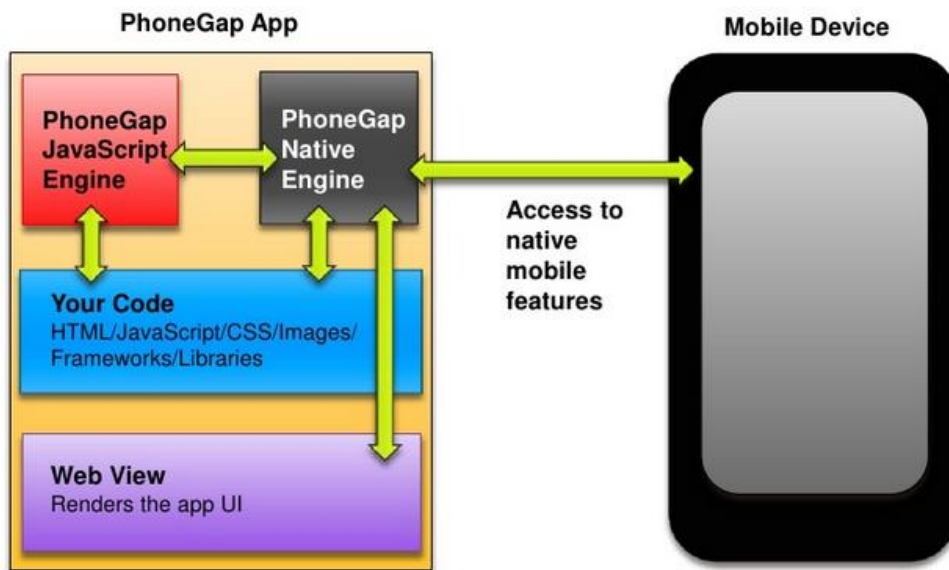 PhoneGap App
Mobile Device
PhoneGap
JavaScript
Engine
PhoneGap
Native
Engine
Access to
native
mobile
features
Your Code
HTML/JavaScript/CSS/Images/
Frameworks/Libraries
Web View
Renders the app UI